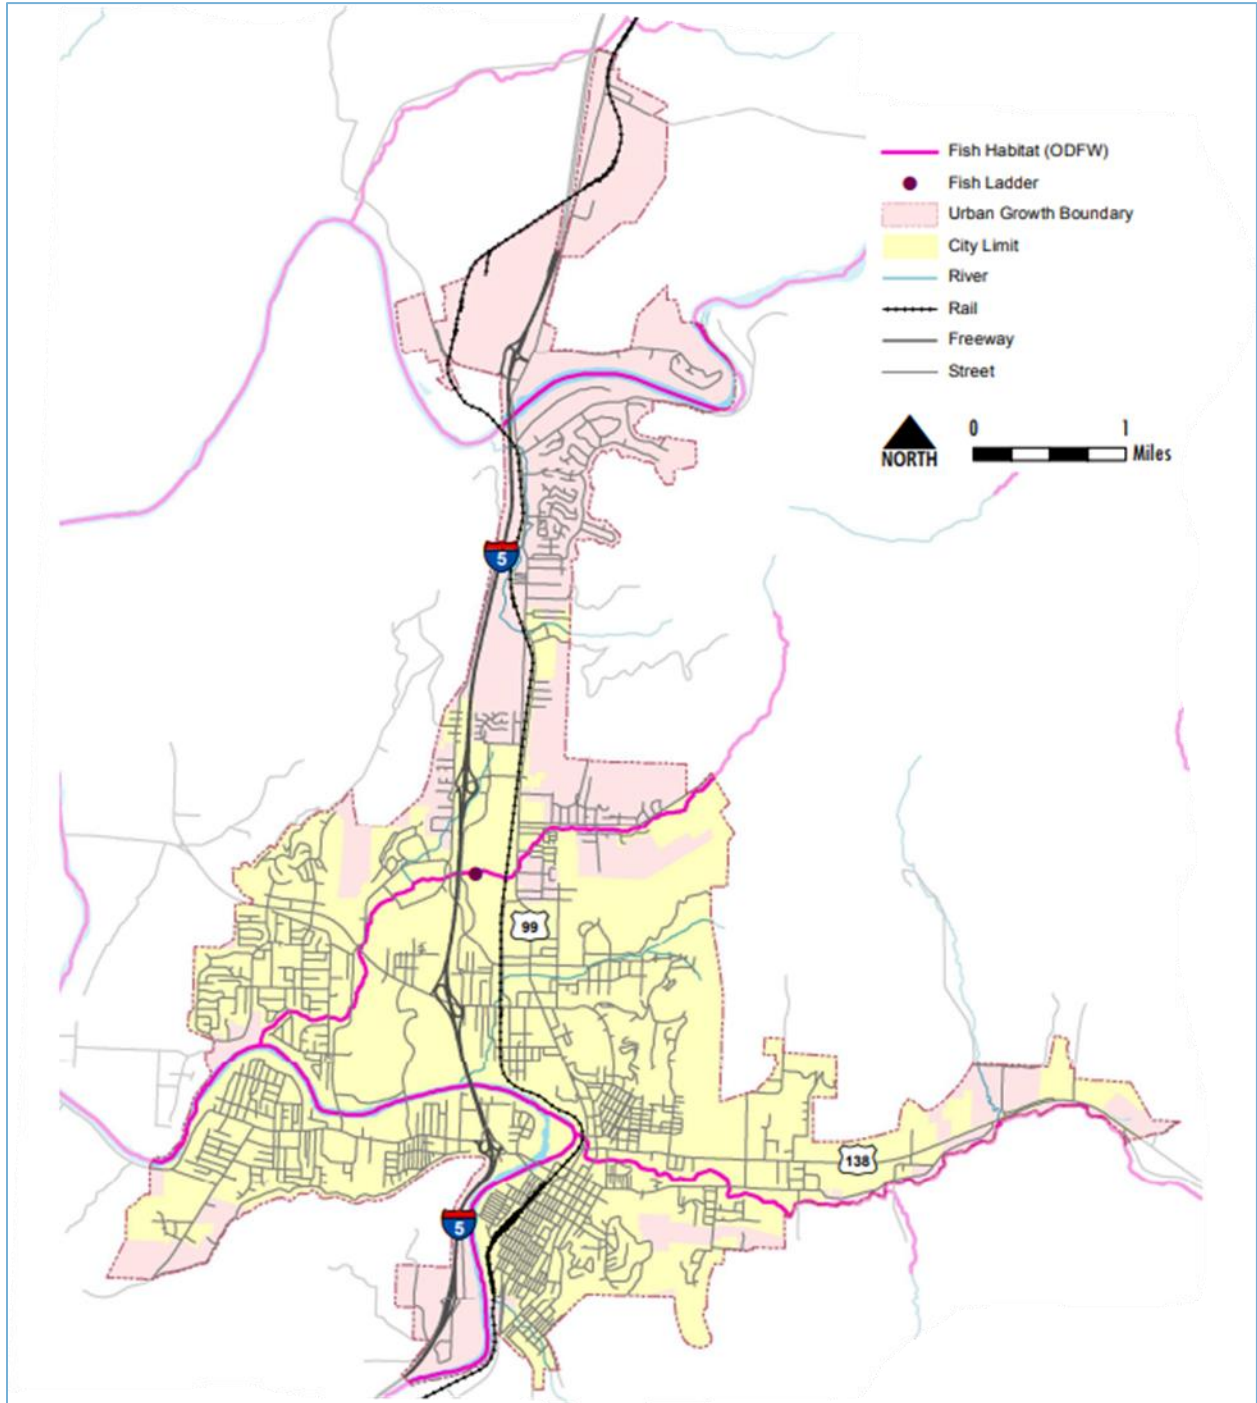 Fish Habitat (ODFW)
Fish Ladder
Urban Growth Boundary
City Limit
River
Rail
Freeway
Street
NORTH
0 1
Miles
5
99
138
5